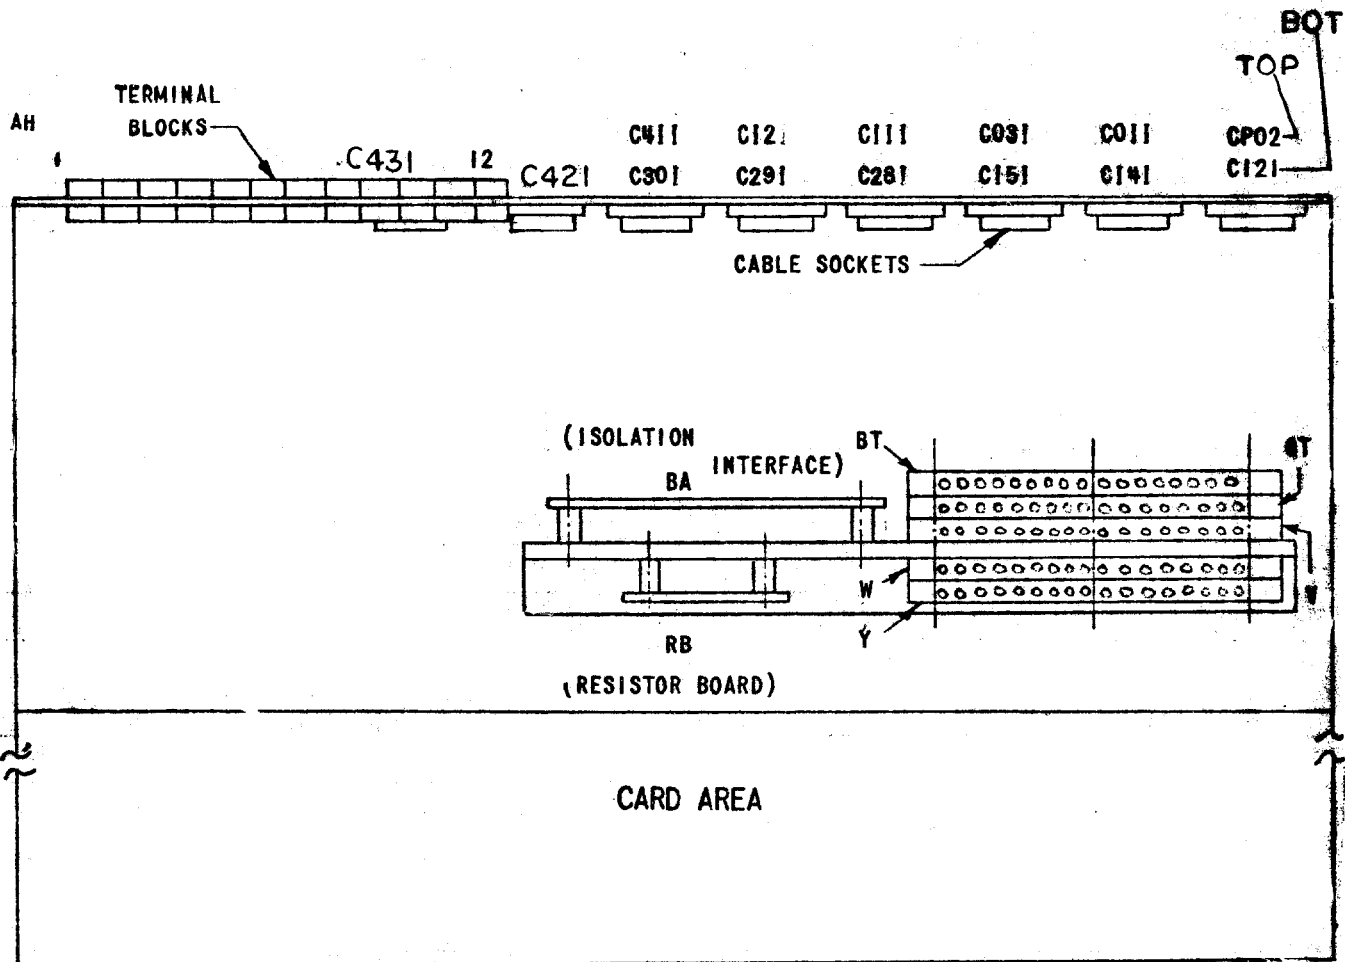 BOT
TOP
TERMINAL
BLOCKS
AH
C431
12
C421
C411
C301
C121
C291
C111
C281
C031
C151
C011
C141
CP02
C121
CABLE SOCKETS
(ISOLATION
INTERFACE)
BA
BT
W
Y
RB
(RESISTOR BOARD)
CARD AREA